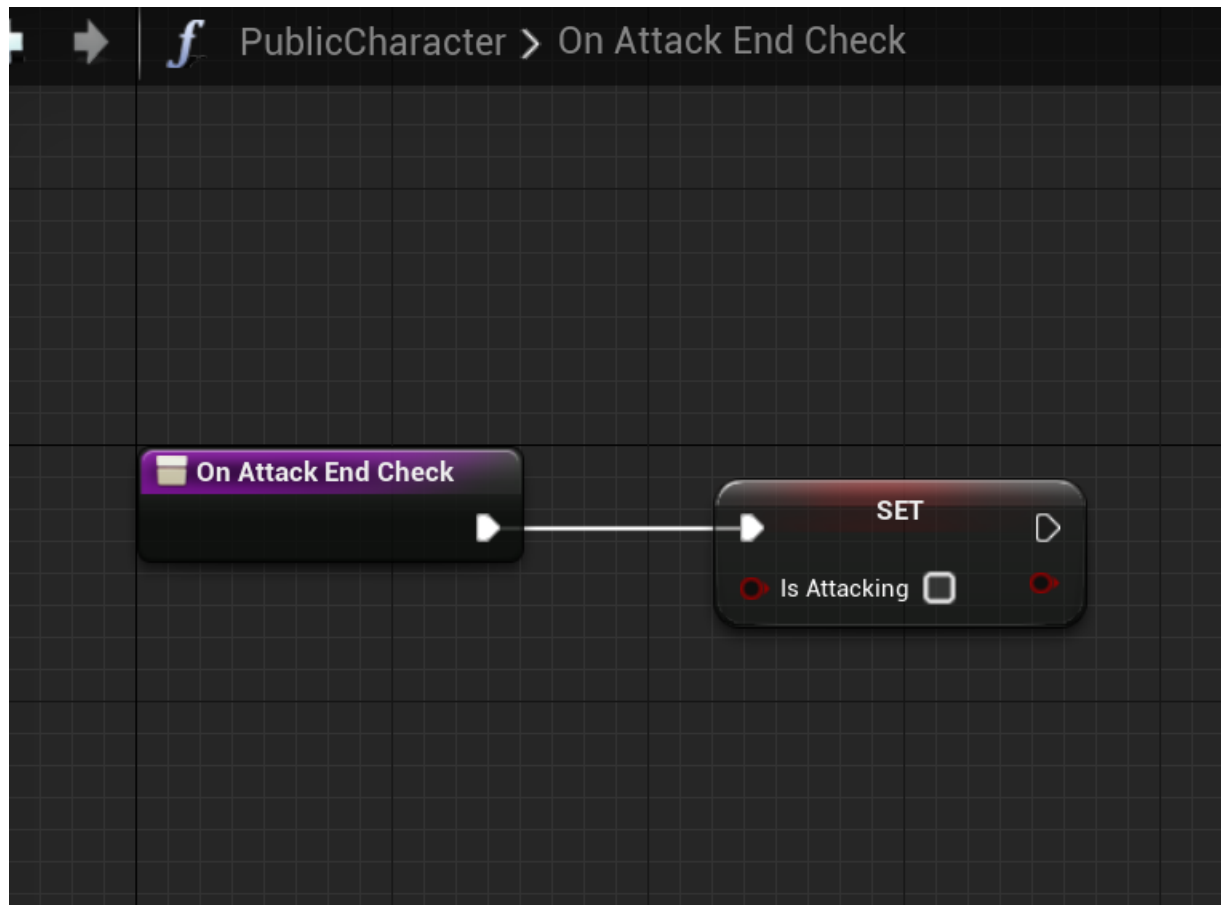 f PublicCharacter > On Attack End Check
On Attack End Check
SET
Is Attacking